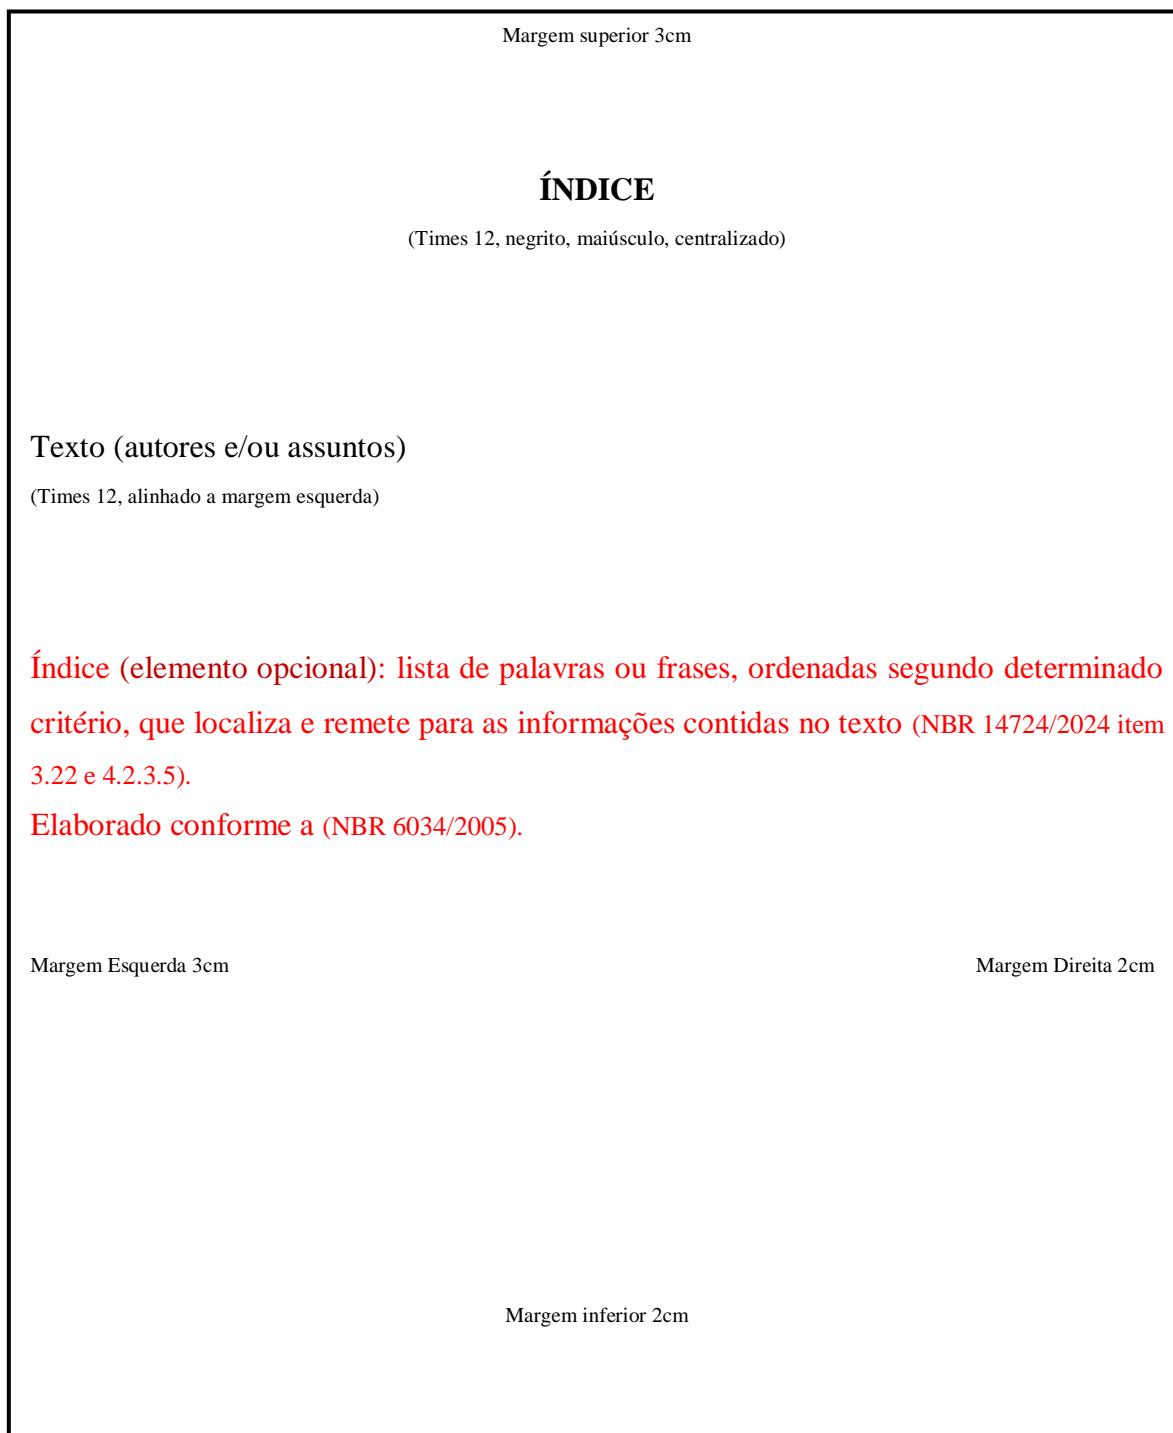 Margem superior 3cm
ÍNDICE
(Times 12, negrito, maiúsculo, centralizado)
Texto (autores e/ou assuntos)
(Times 12, alinhado a margem esquerda)
Índice (elemento opcional): lista de palavras ou frases, ordenadas segundo determinado
critério, que localiza e remete para as informações contidas no texto (NBR 14724/2024 item
3.22 e 4.2.3.5).
Elaborado conforme a (NBR 6034/2005).
Margem Esquerda 3cm Margem Direita 2cm
Margem inferior 2cm